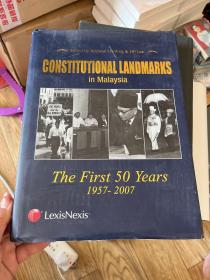 CONSTITUTIONAL LANDMARKS
in Malaysia
The First 50 Years
1957-2007
LexisNexis